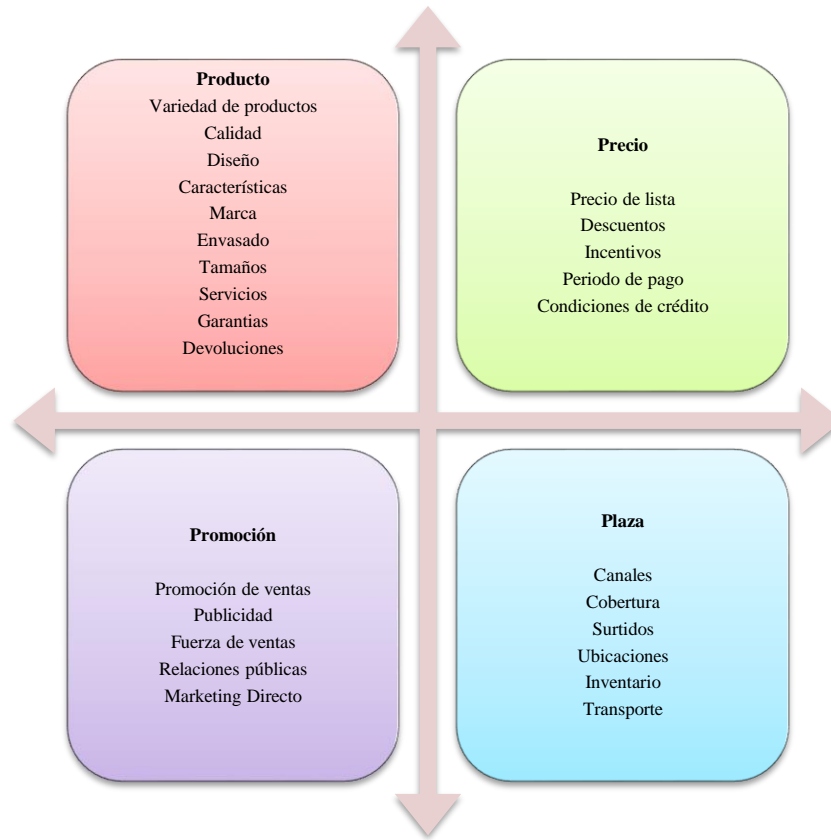 Producto
Variedad de productos
Calidad
Diseño
Características
Marca
Envasado
Tamaños
Servicios
Garantias
Devoluciones
Precio
Precio de lista
Descuentos
Incentivos
Periodo de pago
Condiciones de crédito
Promoción
Promoción de ventas
Publicidad
Fuerza de ventas
Relaciones públicas
Marketing Directo
Plaza
Canales
Cobertura
Surtidos
Ubicaciones
Inventario
Transporte